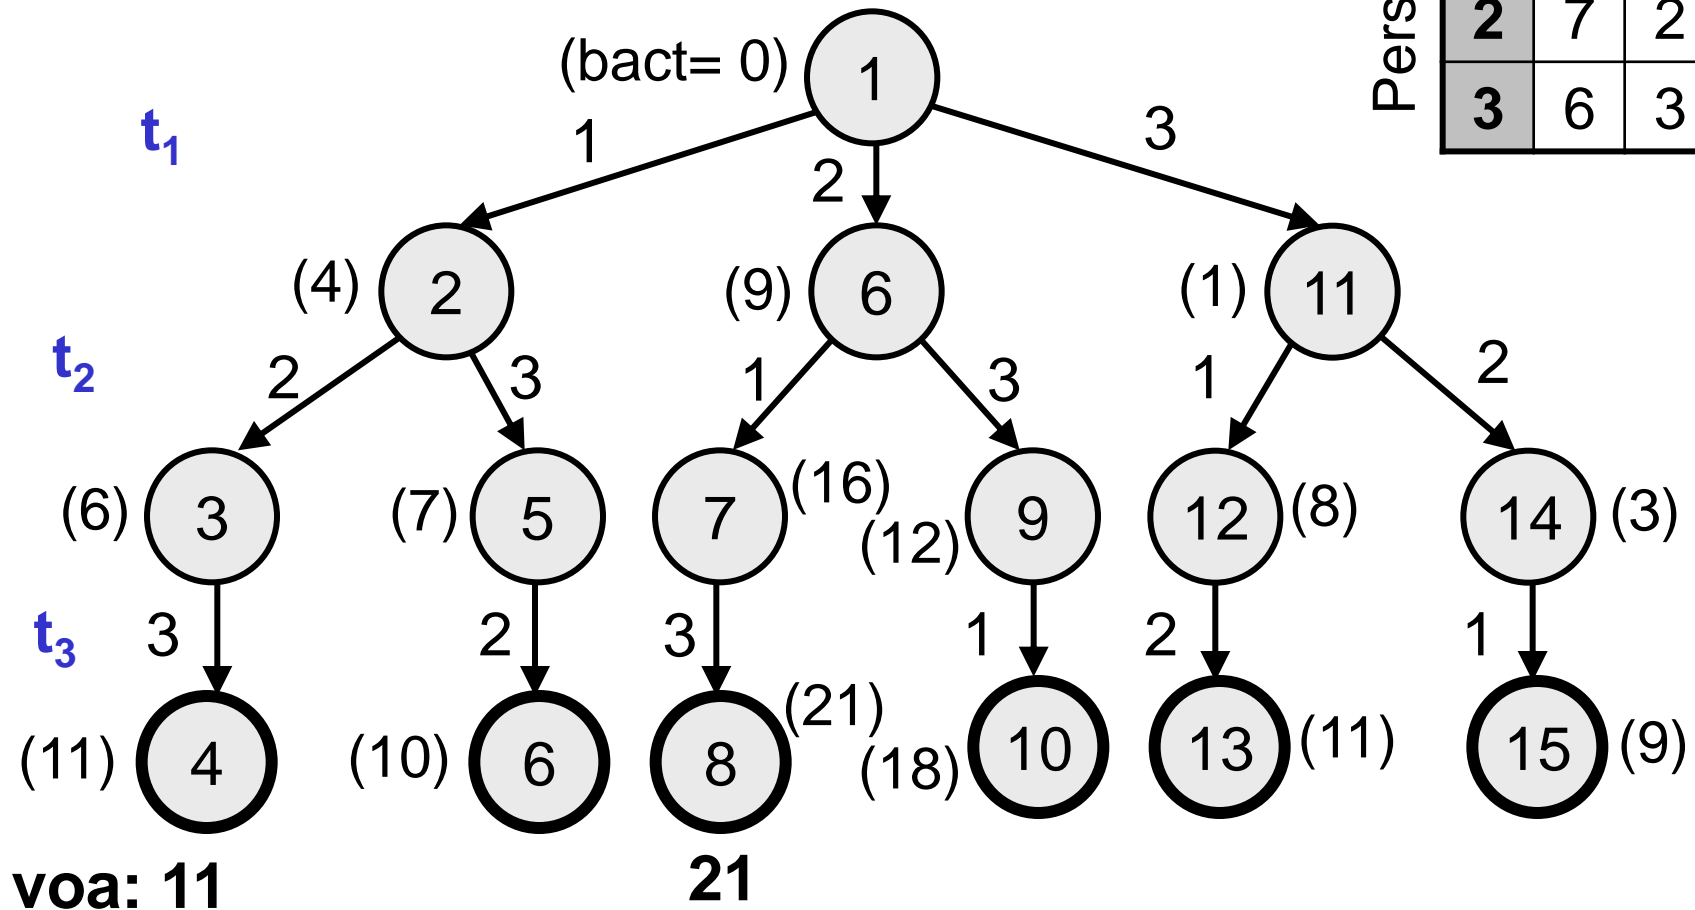 (bact= 0) 1
Pers
2 7 2
3 6 3
t1
1 2 3
(4) 2 (9) 6 (1) 11
t2
2 3 1 3 1 2
(6) 3 (7) 5 7 (16) (12) 9 12 (8) 14 (3)
t3
3 2 3 1 2 1
(11) 4 (10) 6 8 (21) (18) 10 13 (11) 15 (9)
voa: 11 21